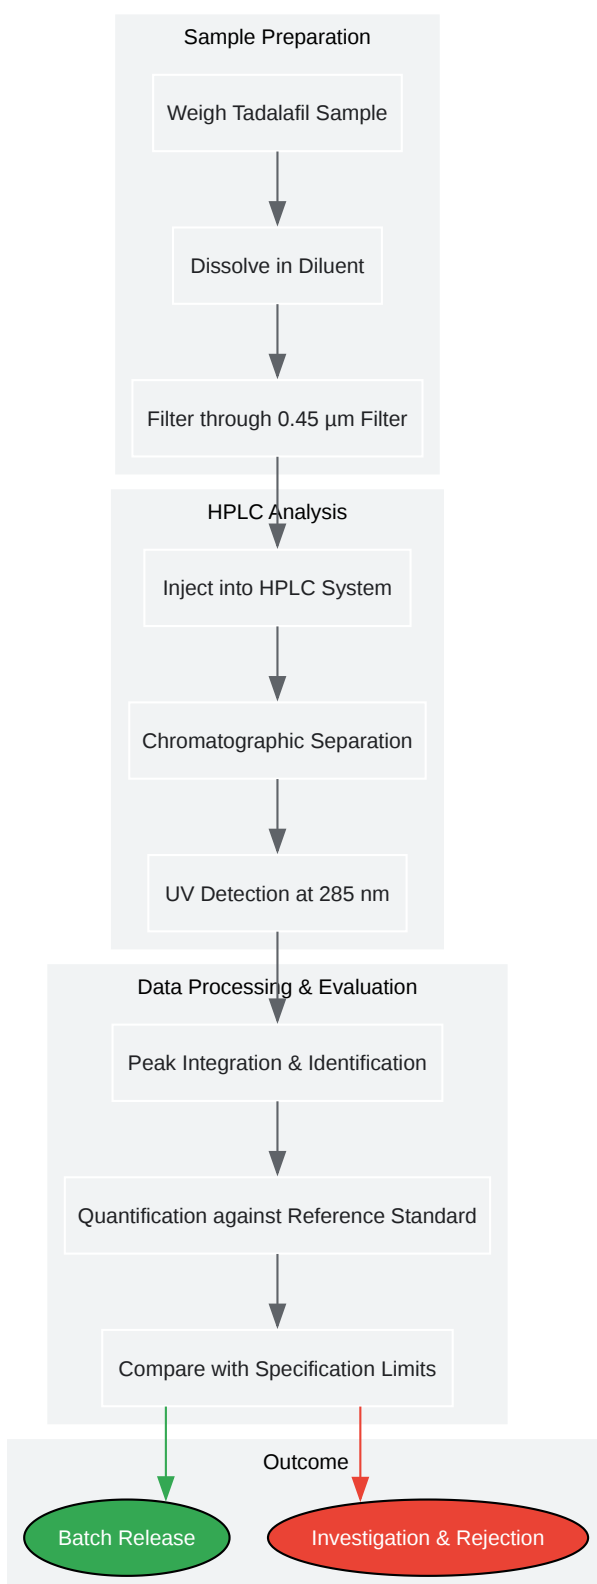 Sample Preparation
Weigh Tadalafil Sample
Dissolve in Diluent
Filter through 0.45 µm Filter
HPLC Analysis
Inject into HPLC System
Chromatographic Separation
UV Detection at 285 nm
Data Processing & Evaluation
Peak Integration & Identification
Quantification against Reference Standard
Compare with Specification Limits
Outcome
Batch Release
Investigation & Rejection